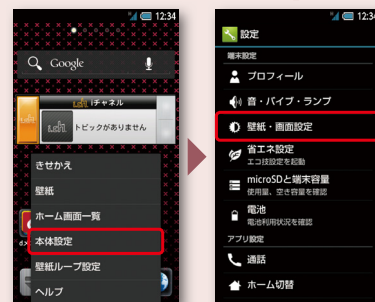 12:34
Google
iチャネル
トピックがありません
きせかえ
壁紙
ホーム画面一覧
本体設定
壁紙ループ設定
ヘルプ
12:34
設定
端末設定
プロフィール
音・バイブ・ランプ
壁紙・画面設定
省エネ設定
エコ技設定を起動
microSDと端末容量
使用量、空き容量を確認
電池
電池利用状況を確認
アプリ設定
通話
ホーム切替